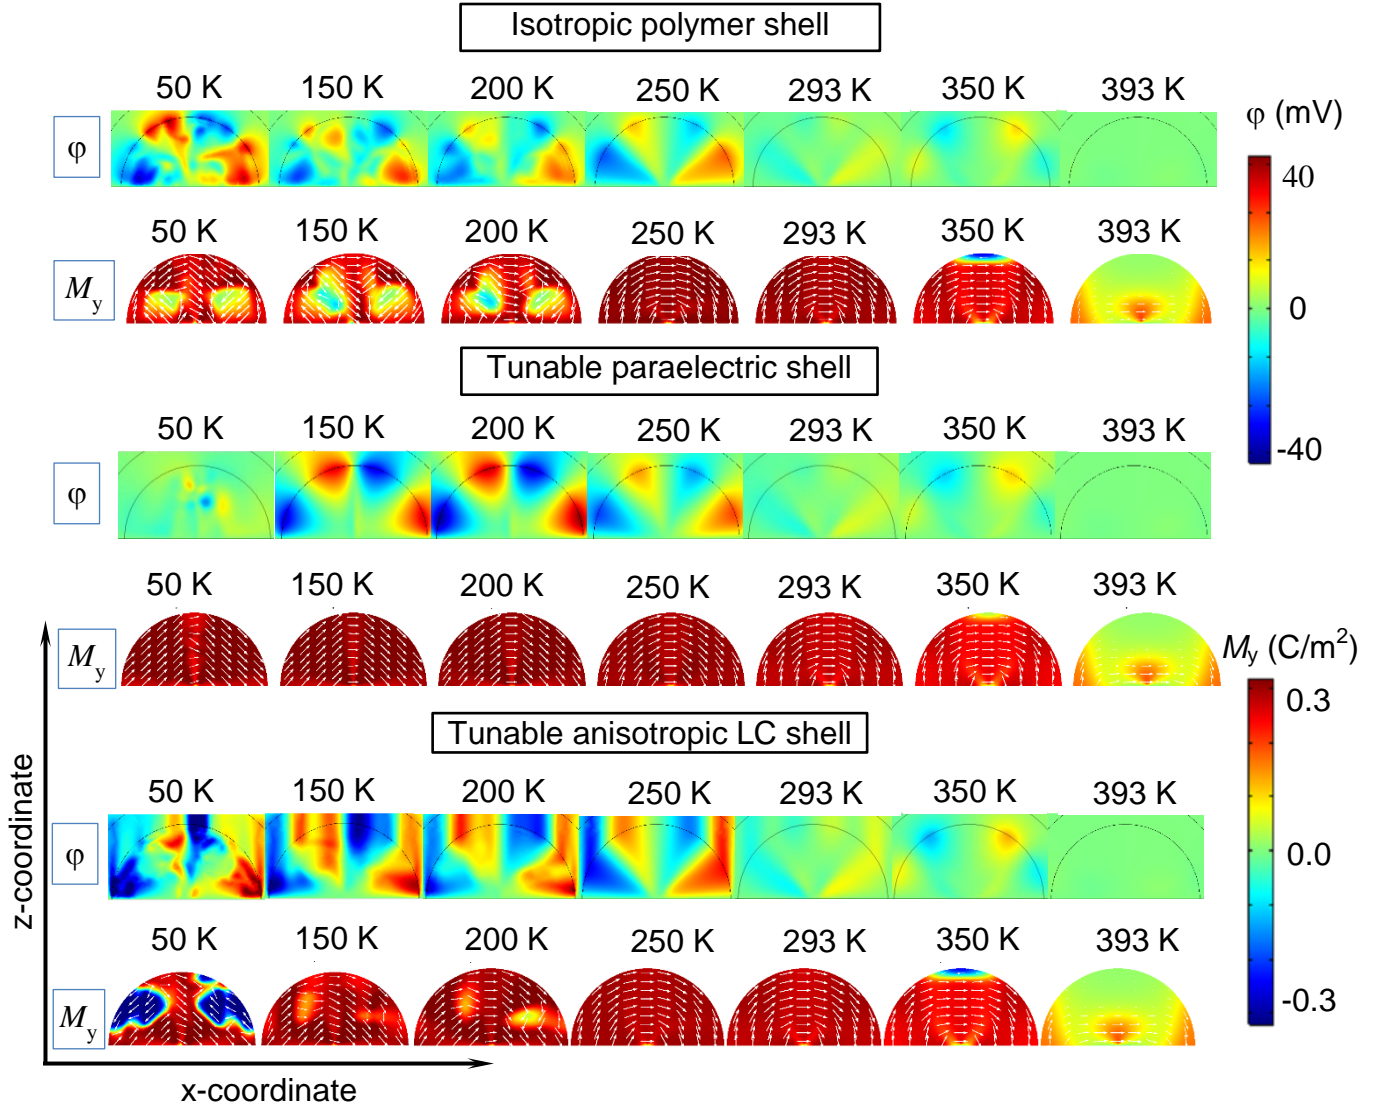 Isotropic polymer shell
50 K 150 K 200 K 250 K 293 K 350 K 393 K
φ
φ (mV)
40
0
-40
50 K 150 K 200 K 250 K 293 K 350 K 393 K
My
Tunable paraelectric shell
50 K 150 K 200 K 250 K 293 K 350 K 393 K
φ
50 K 150 K 200 K 250 K 293 K 350 K 393 K
My
My (C/m²)
0.3
0.0
-0.3
Tunable anisotropic LC shell
50 K 150 K 200 K 250 K 293 K 350 K 393 K
φ
50 K 150 K 200 K 250 K 293 K 350 K 393 K
My
z-coordinate
x-coordinate